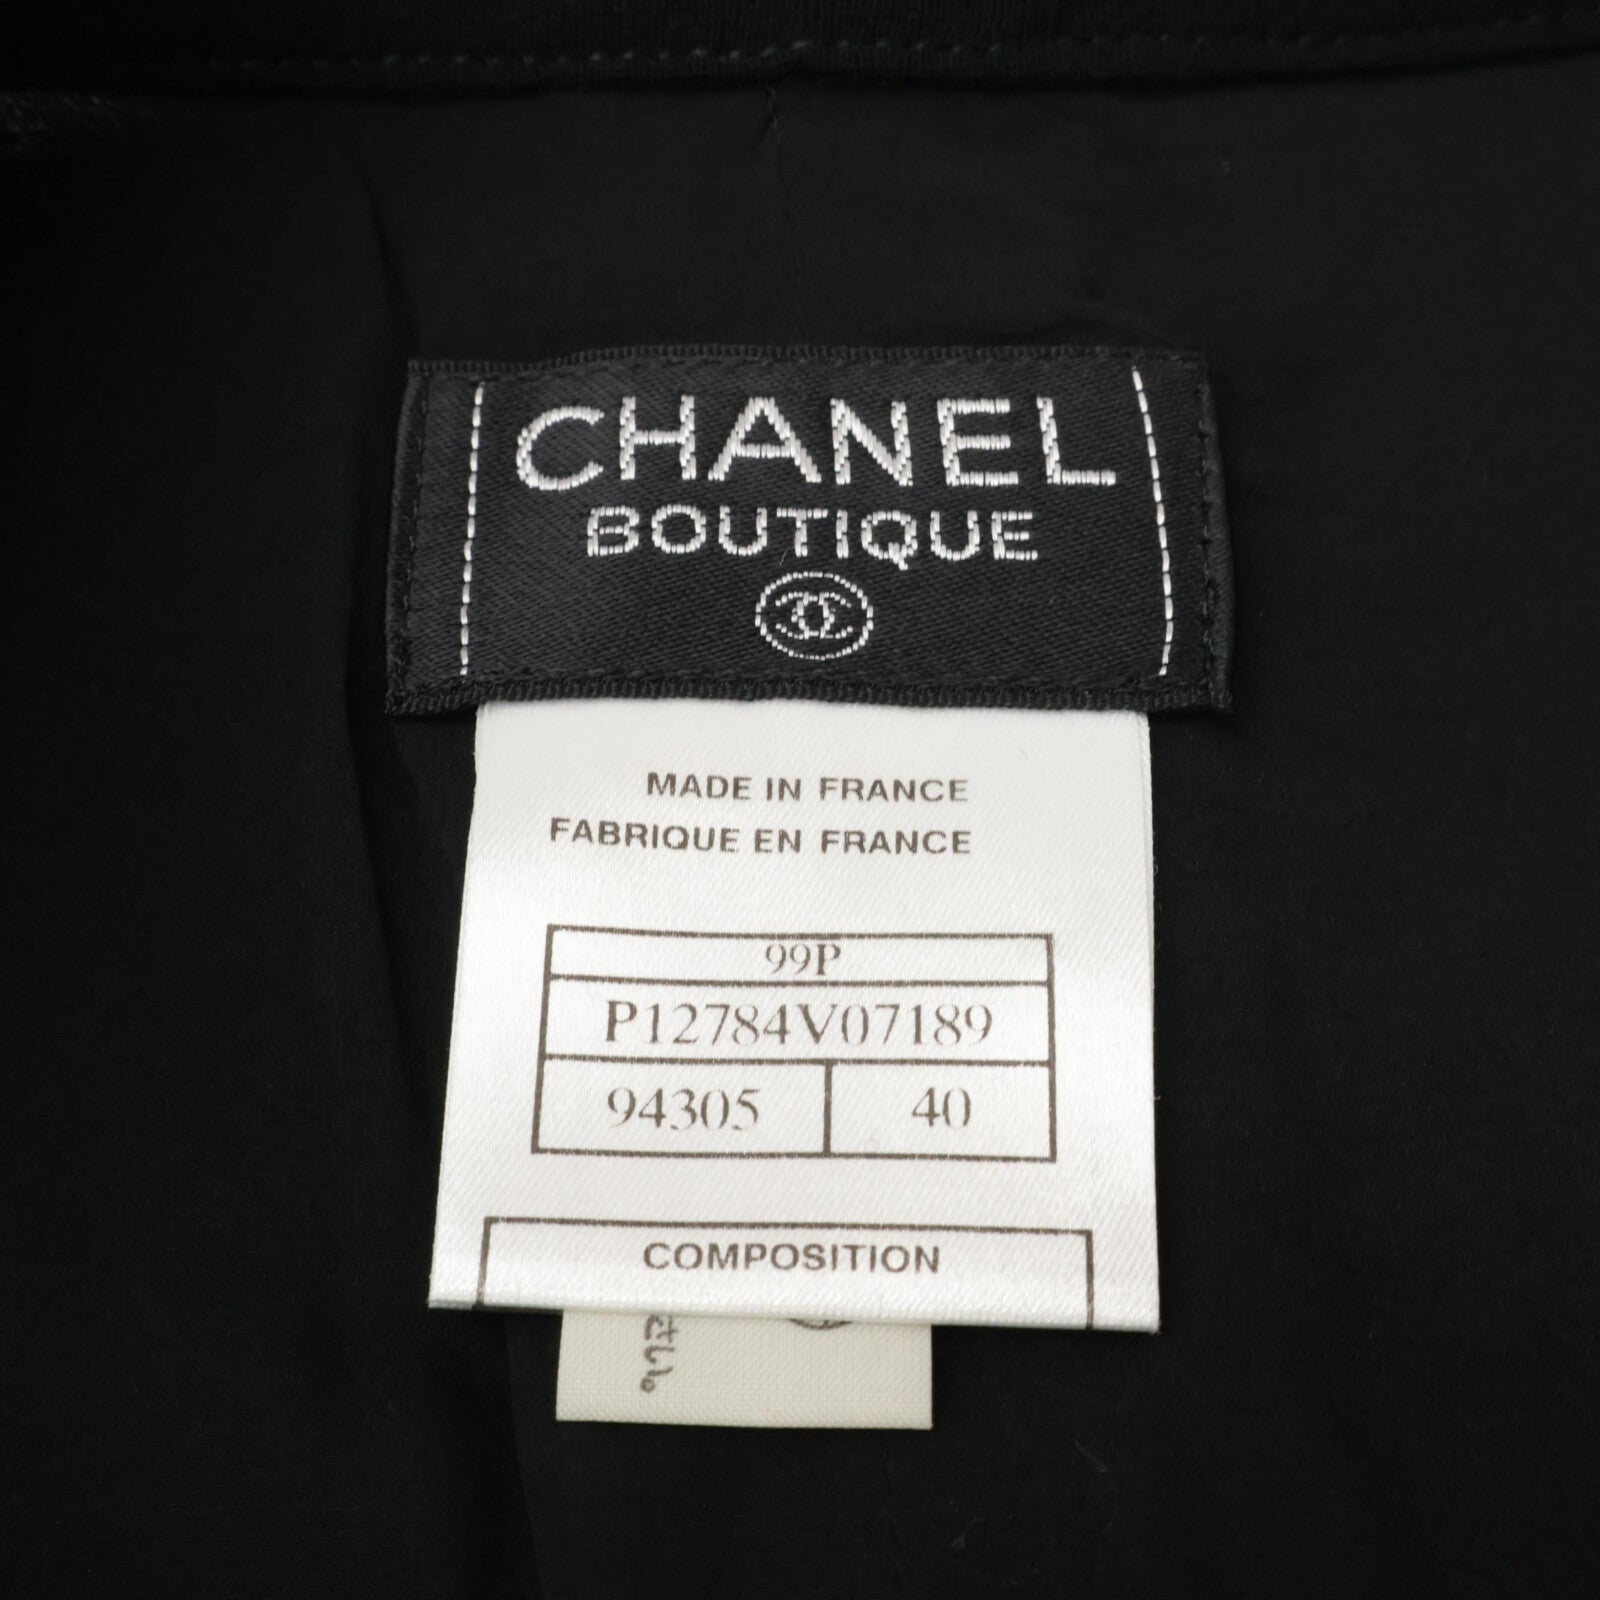 CHANEL
BOUTIQUE
MADE IN FRANCE
FABRIQUE EN FRANCE
99P
P12784V07189
94305 40
COMPOSITION